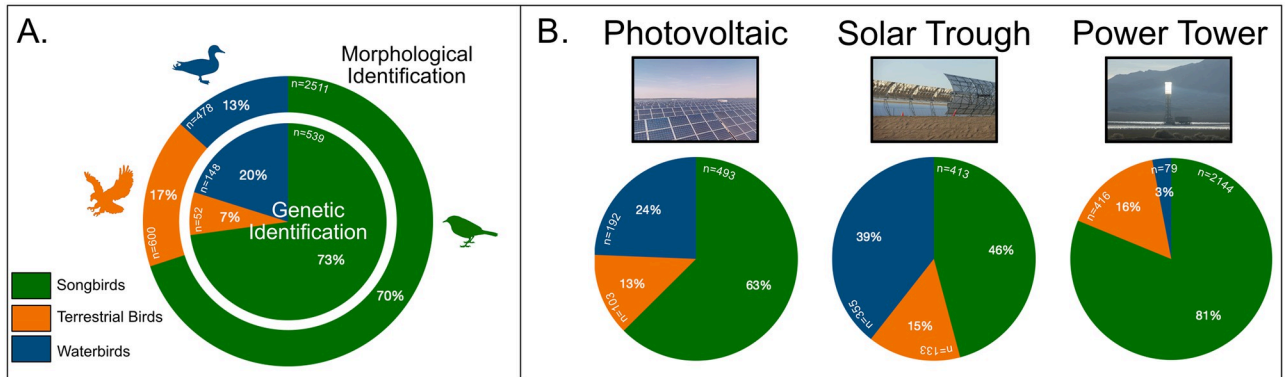 A.
Morphological
Identification
n=2511
n=478
13%
17%
n=600
70%
n=539
n=148
20%
n=52
7%
Genetic
Identification
73%
Songbirds
Terrestrial Birds
Waterbirds
B.
Photovoltaic
n=493
24%
n=192
13%
n=103
63%
Solar Trough
n=413
39%
46%
n=355
15%
n=133
Power Tower
n=79
n=2144
3%
n=416
16%
81%